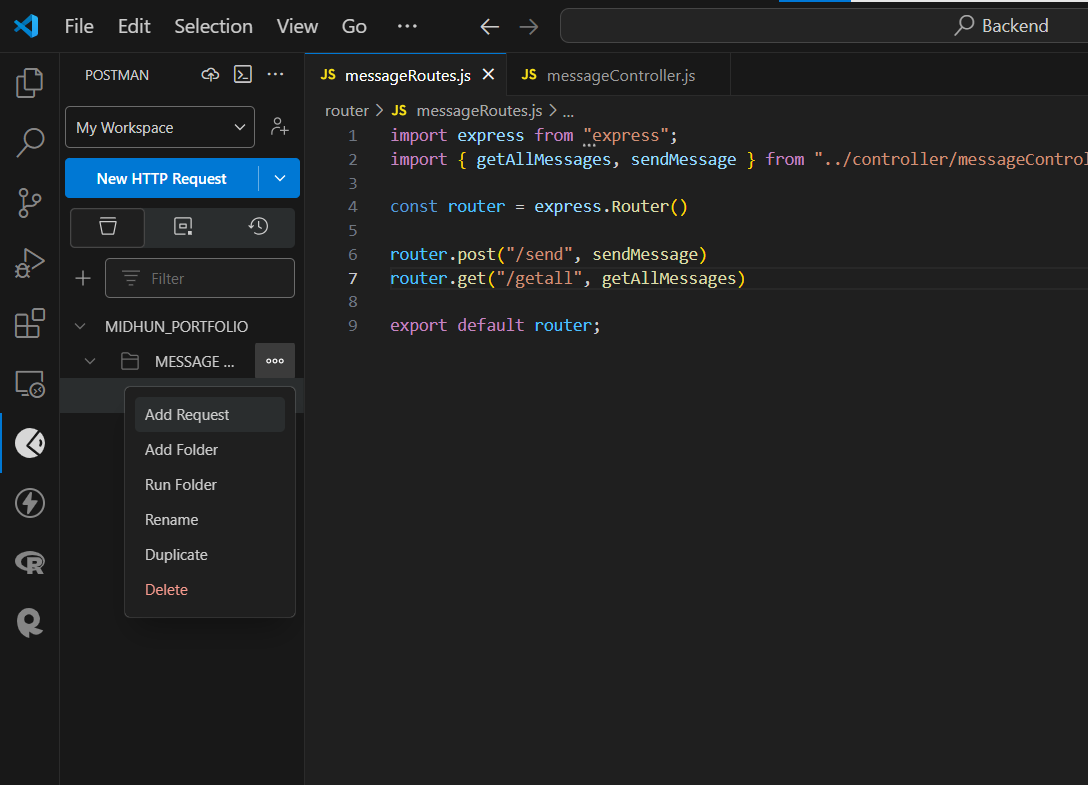 File Edit Selection View Go ···
Backend
POSTMAN
My Workspace
New HTTP Request
Filter
MIDHUN_PORTFOLIO
MESSAGE ...
Add Request
Add Folder
Run Folder
Rename
Duplicate
Delete
JS messageRoutes.js
JS messageController.js
router > JS messageRoutes.js > ...
1 import express from "express";
2 import { getAllMessages, sendMessage } from "../controller/messageControl
3
4 const router = express.Router()
5
6 router.post("/send", sendMessage)
7 router.get("/getall", getAllMessages)
8
9 export default router;
R